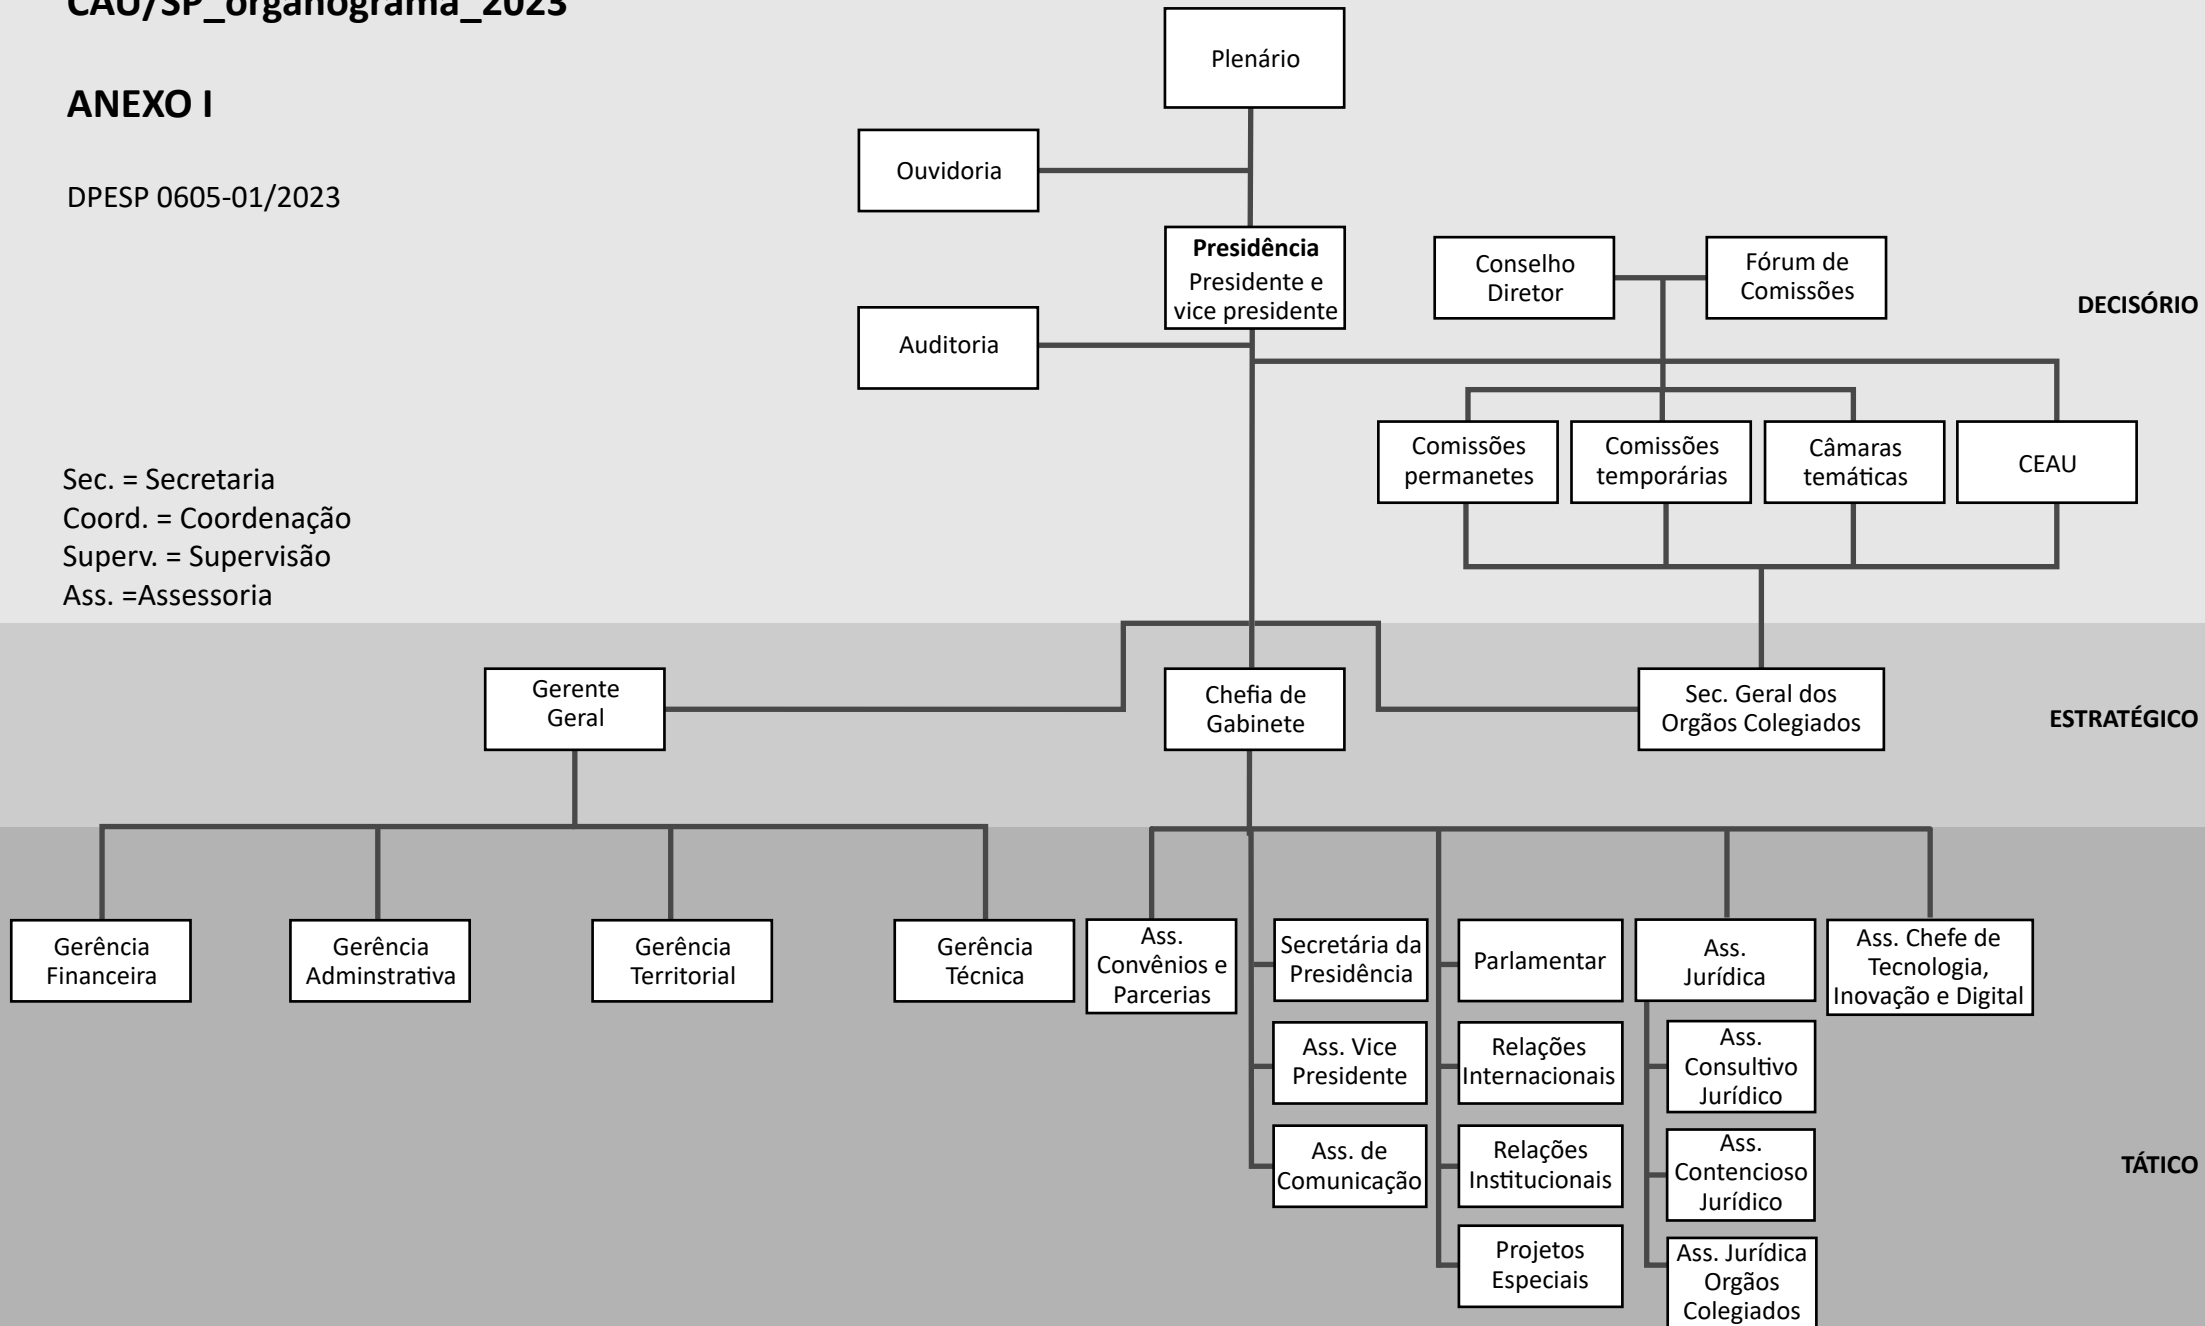 CAU/SP_organograma_2023
ANEXO I
DPESP 0605-01/2023
Plenário
Ouvidoria
Presidência
Presidente e
vice presidente
Auditoria
Conselho
Diretor
Fórum de
Comissões
DECISÓRIO
Comissões
permanetes
Comissões
temporárias
Câmaras
temáticas
CEAU
Sec. = Secretaria
Coord. = Coordenação
Superv. = Supervisão
Ass. =Assessoria
Gerente
Geral
Chefia de
Gabinete
Sec. Geral dos
Orgãos Colegiados
ESTRATÉGICO
Gerência
Financeira
Gerência
Adminstrativa
Gerência
Territorial
Gerência
Técnica
Ass.
Convênios e
Parcerias
Secretária da
Presidência
Parlamentar
Ass.
Jurídica
Ass. Chefe de
Tecnologia,
Inovação e Digital
Ass. Vice
Presidente
Relações
Internacionais
Ass.
Consultivo
Jurídico
Ass. de
Comunicação
Relações
Institucionais
Ass.
Contencioso
Jurídico
TÁTICO
Projetos
Especiais
Ass. Jurídica
Orgãos
Colegiados